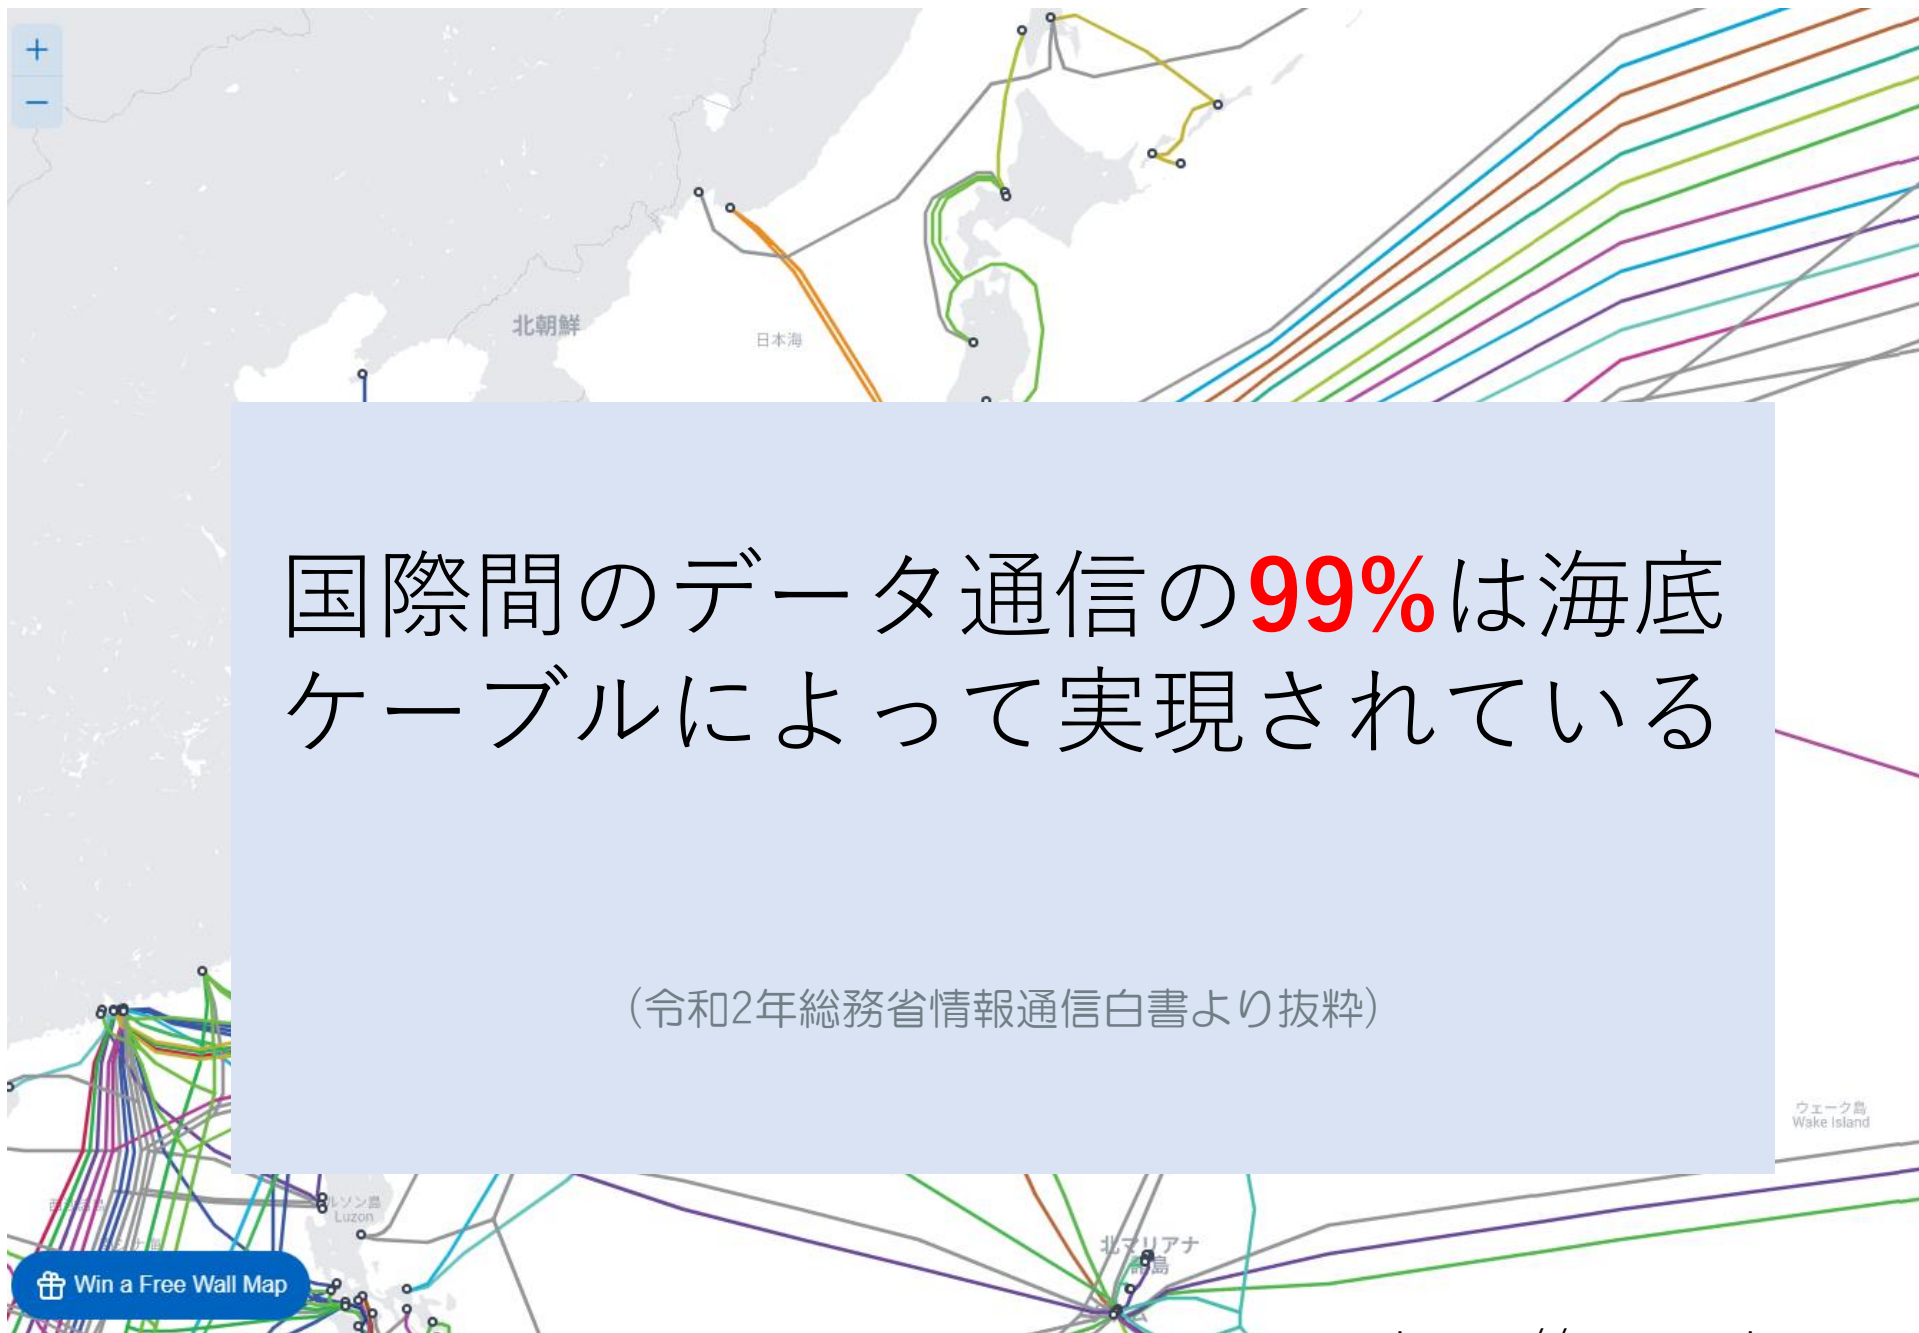 +
−
北朝鮮
日本海
国際間のデータ通信の99%は海底
ケーブルによって実現されている
(令和2年総務省情報通信白書より抜粋)
ウェーク島
Wake Island
ルソン島
Luzon
北マリアナ
諸島
Win a Free Wall Map